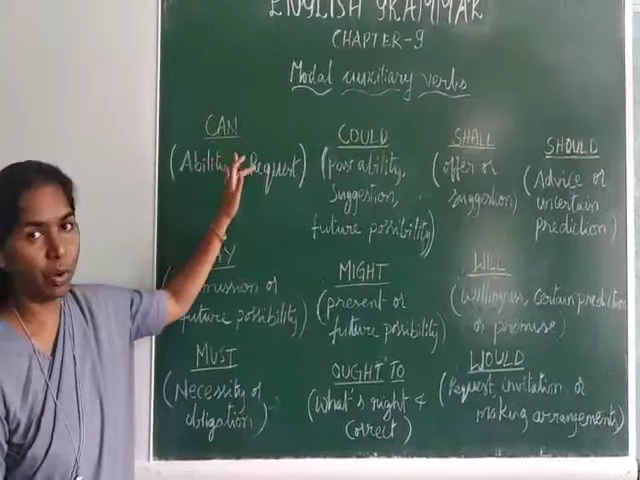 ENGLISH GRAMMAR
CHAPTER-9
Modal auxiliary verbs
CAN
(Ability Request)
COULD
(past ability,
suggestion,
future possibility)
SHALL
(offer or
suggestion)
SHOULD
(Advice or
uncertain
prediction)
future possibility)
MIGHT
(present or
future possibility)
WILL
(Willingness, certain prediction
or promise)
MUST
(Necessity or
obligation)
OUGHT TO
(What's right &
correct)
WOULD
(Request, invitation or
making arrangements)